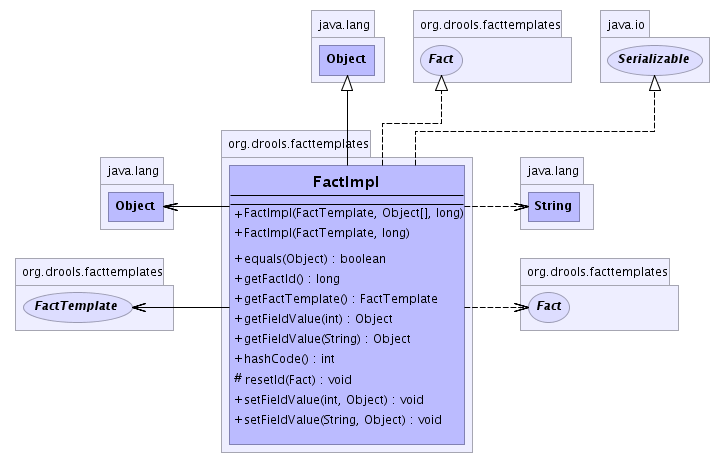 java.lang
Object
org.drools.facttemplates
Fact
java.io
Serializable
org.drools.facttemplates
FactImpl
+ FactImpl(FactTemplate, Object[], long)
+ FactImpl(FactTemplate, long)
+ equals(Object) : boolean
+ getFactId() : long
+ getFactTemplate() : FactTemplate
+ getFieldValue(int) : Object
+ getFieldValue(String) : Object
+ hashCode() : int
# resetId(Fact) : void
+ setFieldValue(int, Object) : void
+ setFieldValue(String, Object) : void
java.lang
Object
java.lang
String
org.drools.facttemplates
FactTemplate
org.drools.facttemplates
Fact